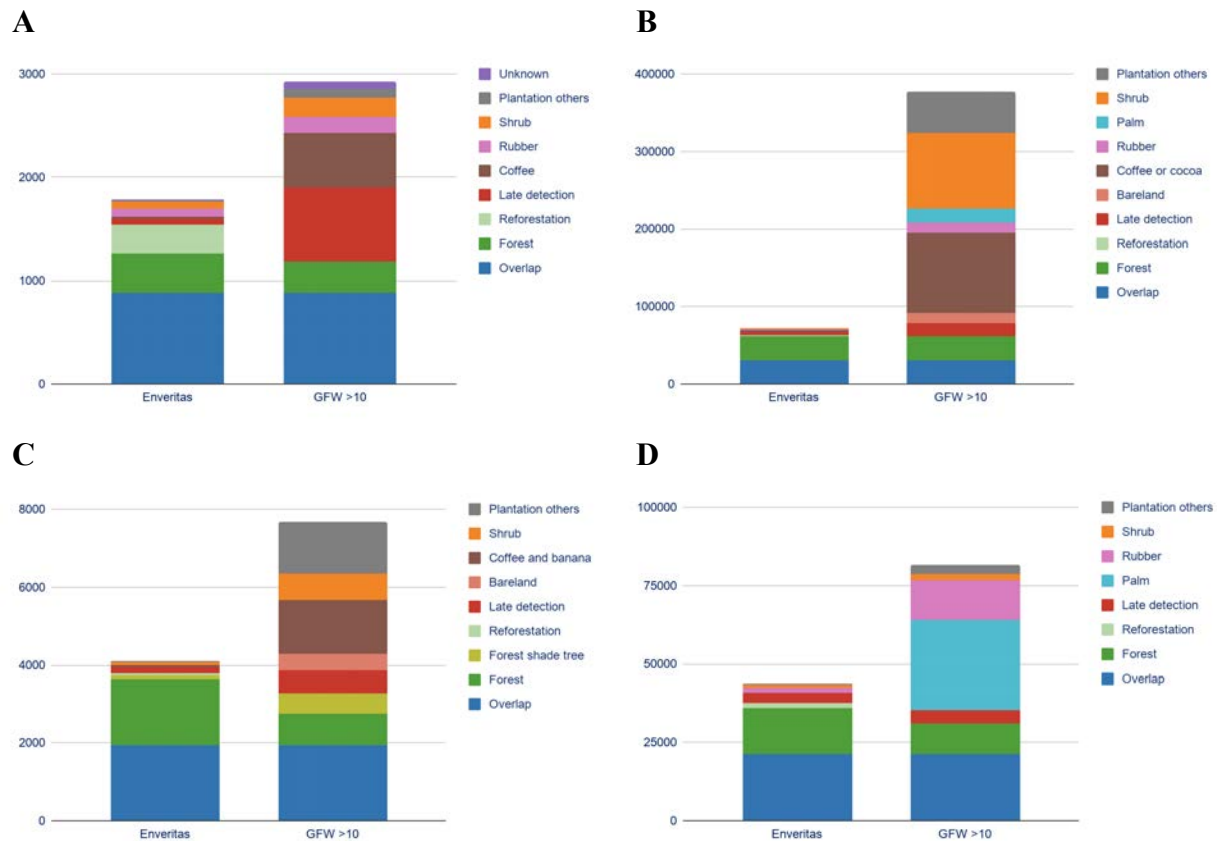 A
3000
2000
1000
0
Enveritas
GFW >10
Unknown
Plantation others
Shrub
Rubber
Coffee
Late detection
Reforestation
Forest
Overlap
B
400000
300000
200000
100000
0
Enveritas
GFW >10
Plantation others
Shrub
Palm
Rubber
Coffee or cocoa
Bareland
Late detection
Reforestation
Forest
Overlap
C
8000
6000
4000
2000
0
Enveritas
GFW >10
Plantation others
Shrub
Coffee and banana
Bareland
Late detection
Reforestation
Forest shade tree
Forest
Overlap
D
100000
75000
50000
25000
0
Enveritas
GFW >10
Plantation others
Shrub
Rubber
Palm
Late detection
Reforestation
Forest
Overlap